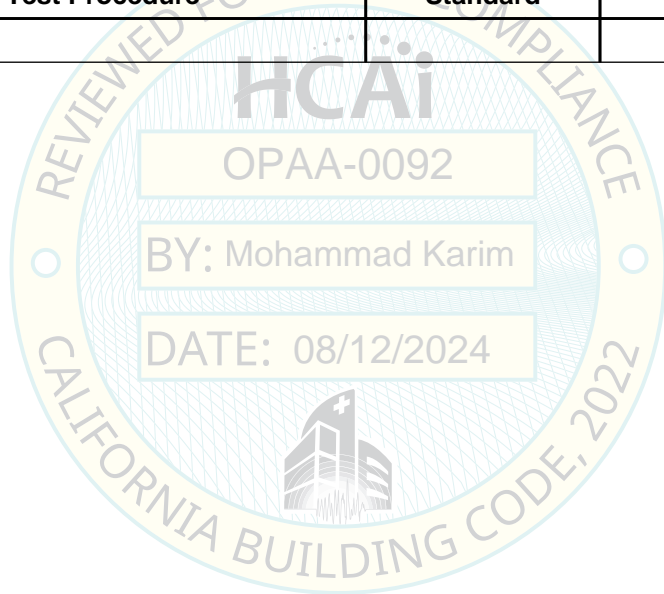 Test Procedure Standard
REVIEWED FOR CODE COMPLIANCE
HCAi
OPAA-0092
BY: Mohammad Karim
DATE: 08/12/2024
CALIFORNIA BUILDING CODE, 2022